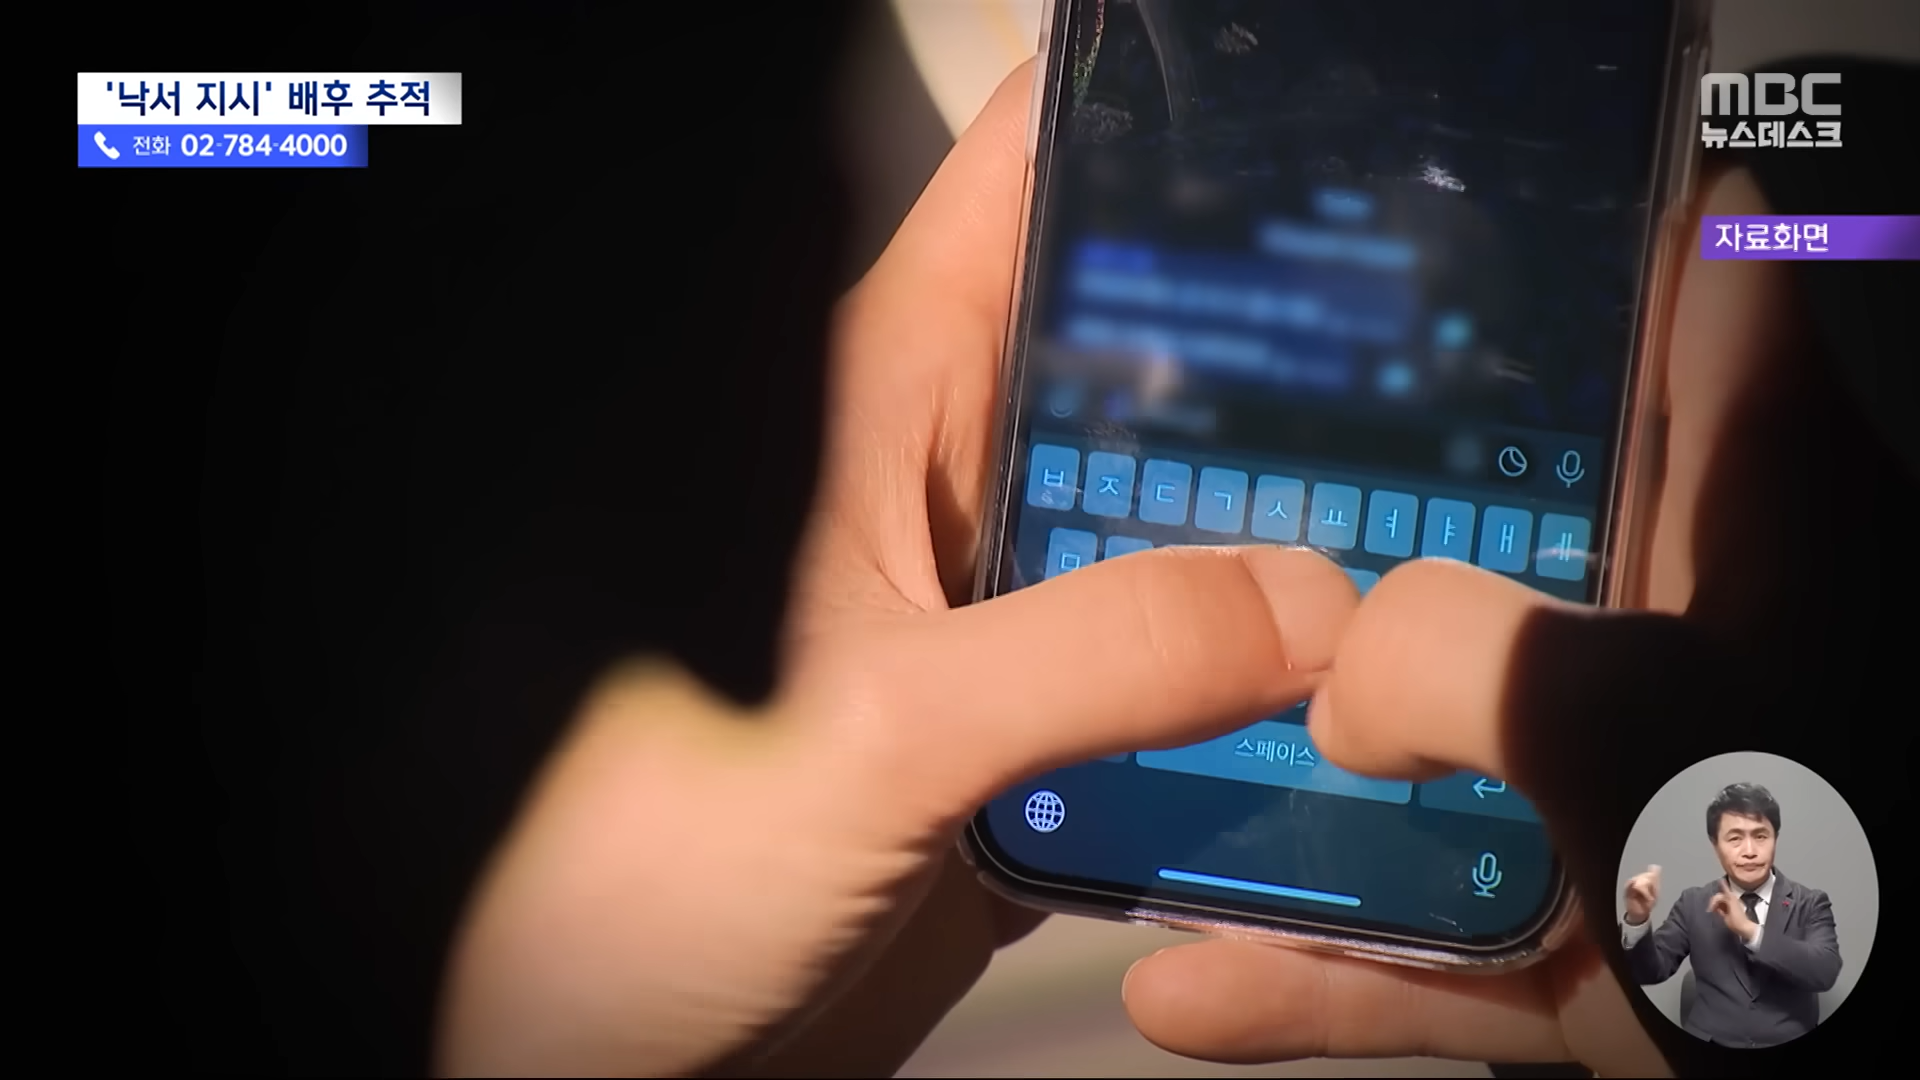 '낙서 지시' 배후 추적
전화 02-784-4000
MBC
뉴스데스크
자료화면
ㅂ ㅈ ㄷ ㄱ ㅅ ㅛ ㅕ ㅑ ㅐ ㅔ
ㅁ
스페이스